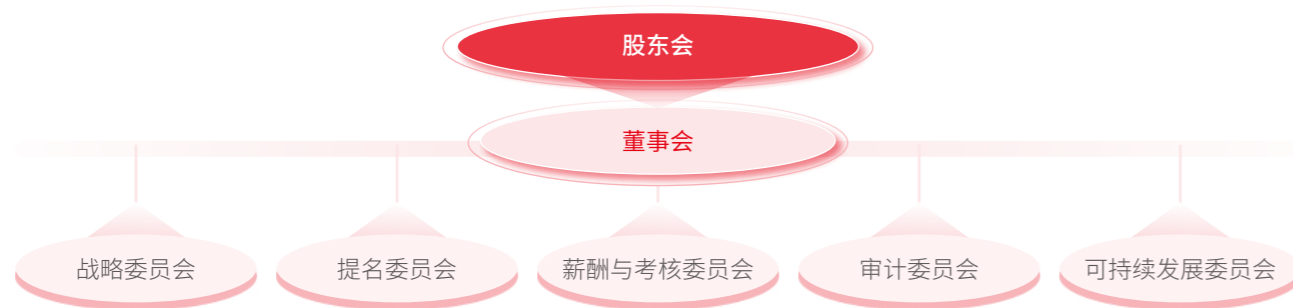 股东会
董事会
战略委员会
提名委员会
薪酬与考核委员会
审计委员会
可持续发展委员会